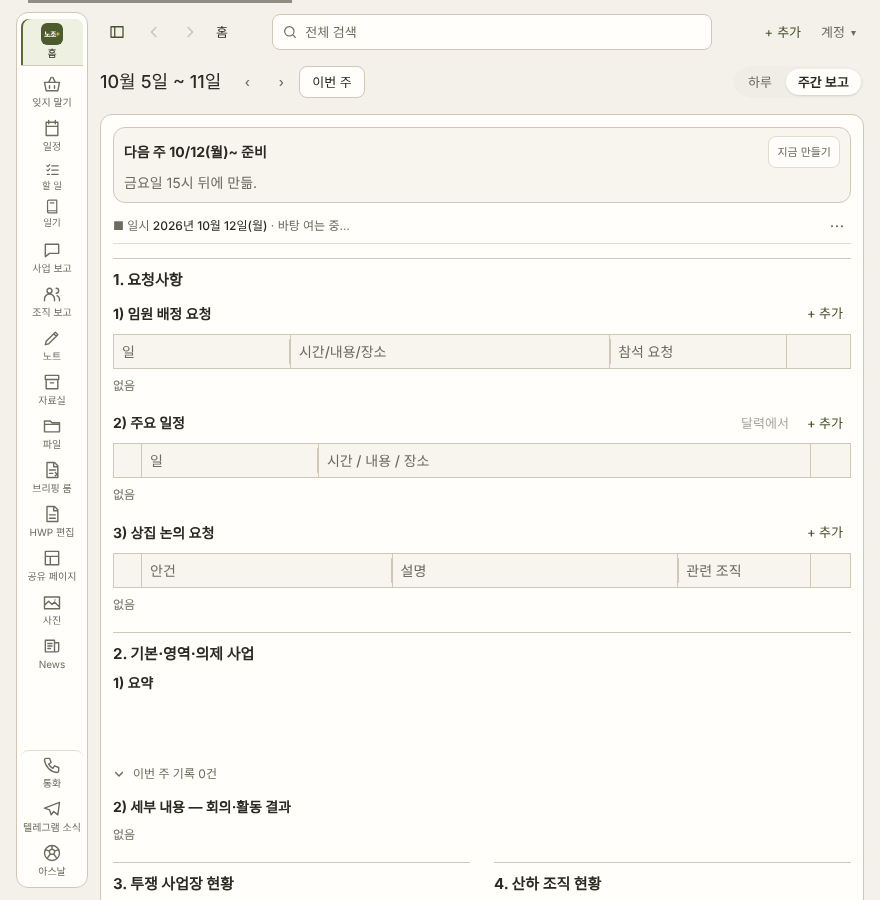 노조+
홈
잊지 말기
일정
할 일
일기
사업 보고
조직 보고
노트
자료실
파일
브리핑 룸
HWP 편집
공유 페이지
사진
News
통화
텔레그램 소식
아스날
홈
전체 검색
+ 추가
계정 ▾
10월 5일 ~ 11일
‹ › 이번 주
하루 주간 보고
다음 주 10/12(월)~ 준비
지금 만들기
금요일 15시 뒤에 만듦.
■ 일시 2026년 10월 12일(월) · 바탕 여는 중…
…
1. 요청사항
1) 임원 배정 요청 + 추가
일 시간/내용/장소 참석 요청
없음
2) 주요 일정 달력에서 + 추가
일 시간 / 내용 / 장소
없음
3) 상집 논의 요청 + 추가
안건 설명 관련 조직
없음
2. 기본·영역·의제 사업
1) 요약
이번 주 기록 0건
2) 세부 내용 — 회의·활동 결과
없음
3. 투쟁 사업장 현황 4. 산하 조직 현황